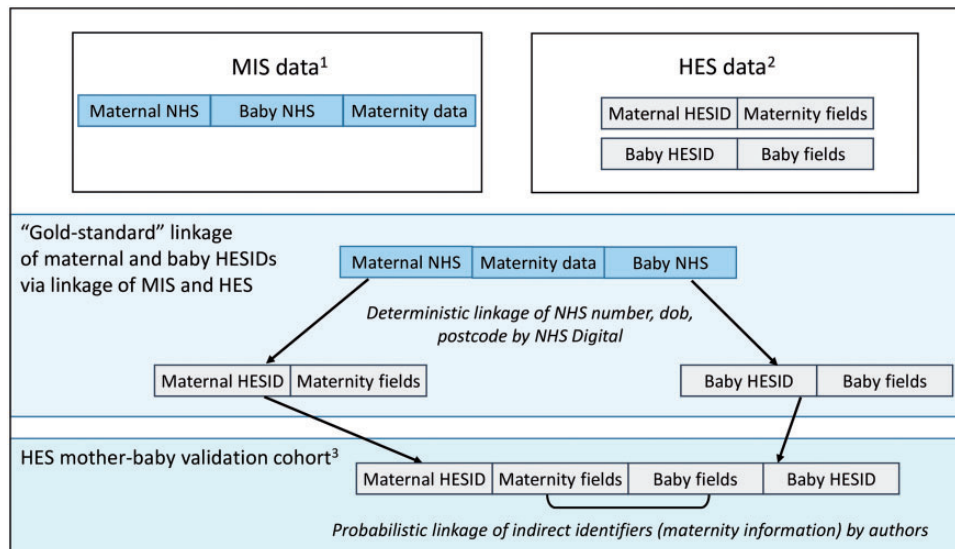 MIS data¹
HES data²
Maternal NHS Baby NHS Maternity data
Maternal HESID Maternity fields
Baby HESID Baby fields
“Gold-standard” linkage
of maternal and baby HESIDs
via linkage of MIS and HES
Maternal NHS Maternity data Baby NHS
Deterministic linkage of NHS number, dob,
postcode by NHS Digital
Maternal HESID Maternity fields
Baby HESID Baby fields
HES mother-baby validation cohort³
Maternal HESID Maternity fields Baby fields Baby HESID
Probabilistic linkage of indirect identifiers (maternity information) by authors